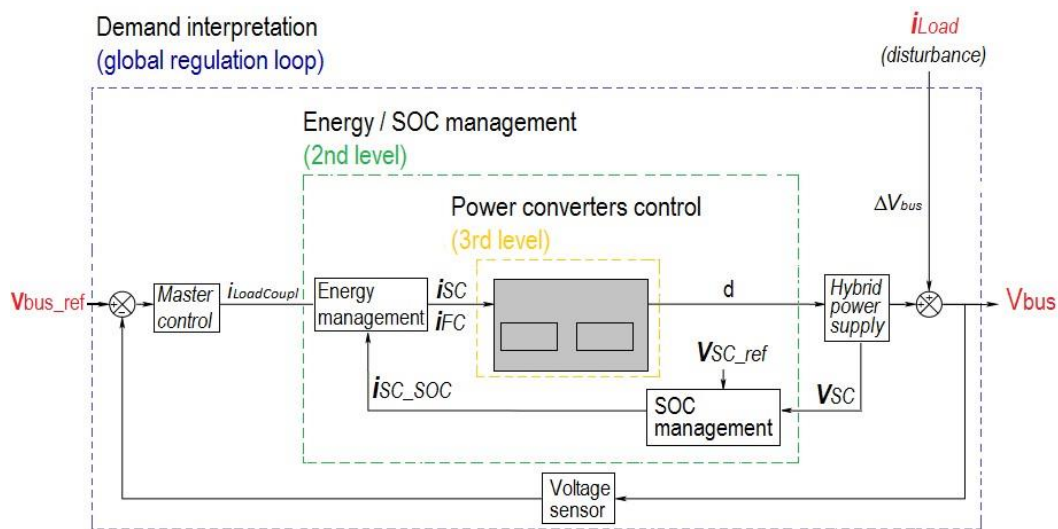 Demand interpretation
(global regulation loop)
iLoad
(disturbance)
Energy / SOC management
(2nd level)
Power converters control
(3rd level)
ΔVbus
Vbus_ref
+
−
Master
control
iLoadCoupl
Energy
management
iSC
iFC
d
Hybrid
power
supply
+
+
Vbus
VSC_ref
iSC_SOC
SOC
management
VSC
Voltage
sensor